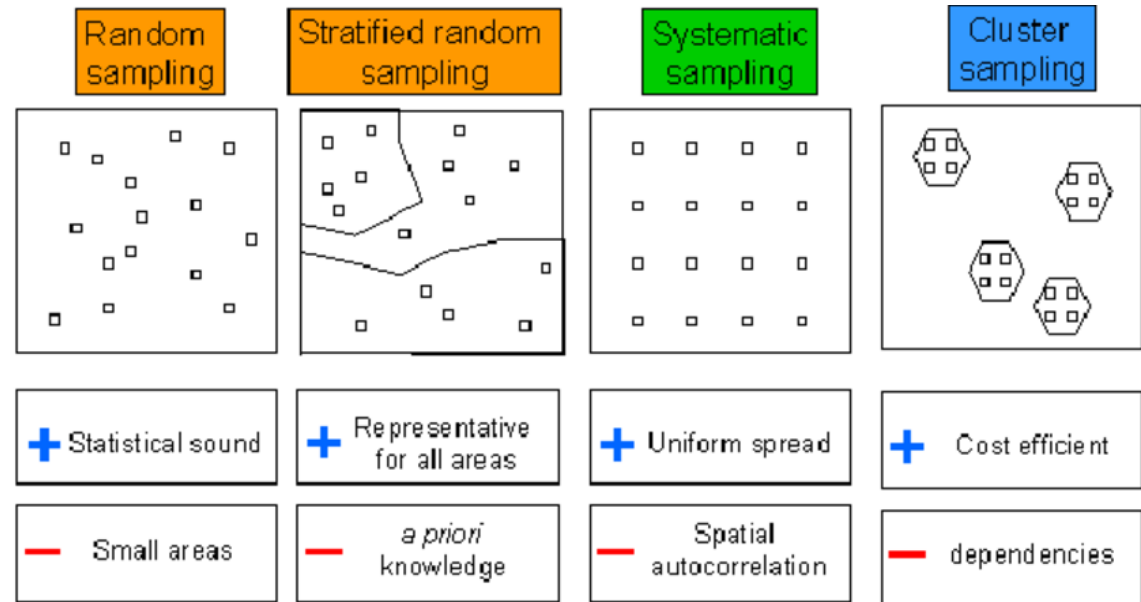 Random
sampling
Stratified random
sampling
Systematic
sampling
Cluster
sampling
+ Statistical sound
+ Representative
for all areas
+ Uniform spread
+ Cost efficient
− Small areas
− a priori
knowledge
− Spatial
autocorrelation
− dependencies